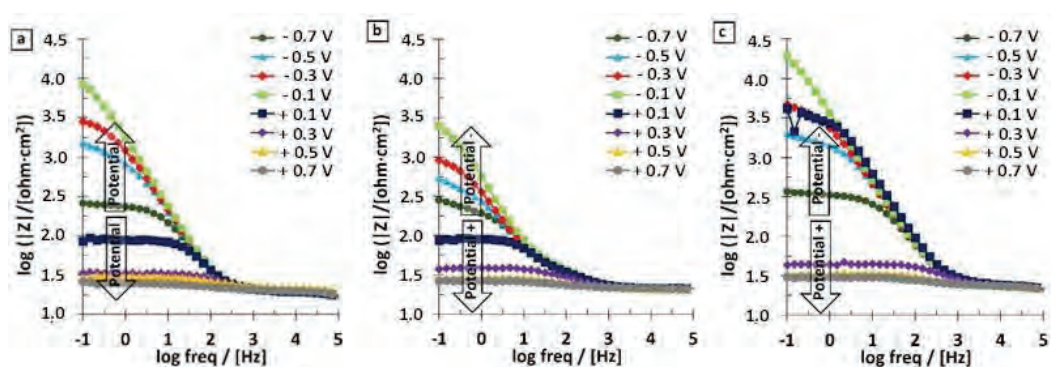 a
log (|Z|/[ohm·cm²]
4.5
4.0
3.5
3.0
2.5
2.0
1.5
1.0
- 0.7 V
- 0.5 V
- 0.3 V
- 0.1 V
+ 0.1 V
+ 0.3 V
+ 0.5 V
+ 0.7 V
Potential
Potential
-1 0 1 2 3 4 5
log freq / [Hz]
b
log (|Z|/[ohm·cm²]
4.5
4.0
3.5
3.0
2.5
2.0
1.5
1.0
- 0.7 V
- 0.5 V
- 0.3 V
- 0.1 V
+ 0.1 V
+ 0.3 V
+ 0.5 V
+ 0.7 V
Potential -
Potential +
-1 0 1 2 3 4 5
log freq / [Hz]
c
log (|Z|/[ohm·cm²]
4.5
4.0
3.5
3.0
2.5
2.0
1.5
1.0
- 0.7 V
- 0.5 V
- 0.3 V
- 0.1 V
+ 0.1 V
+ 0.3 V
+ 0.5 V
+ 0.7 V
Potential
Potential +
-1 0 1 2 3 4 5
log freq / [Hz]